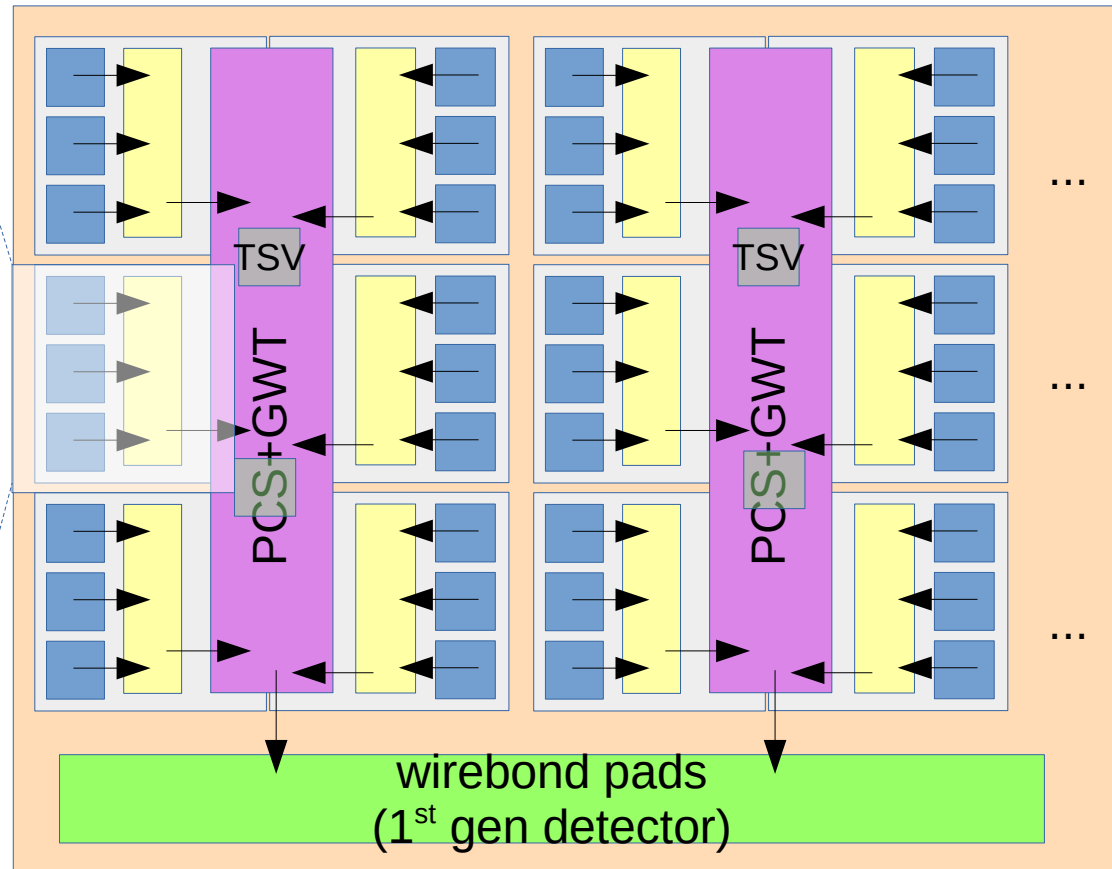 ...
TSV
TSV
...
PCS+GWT
PCS+GWT
...
wirebond pads
(1st gen detector)